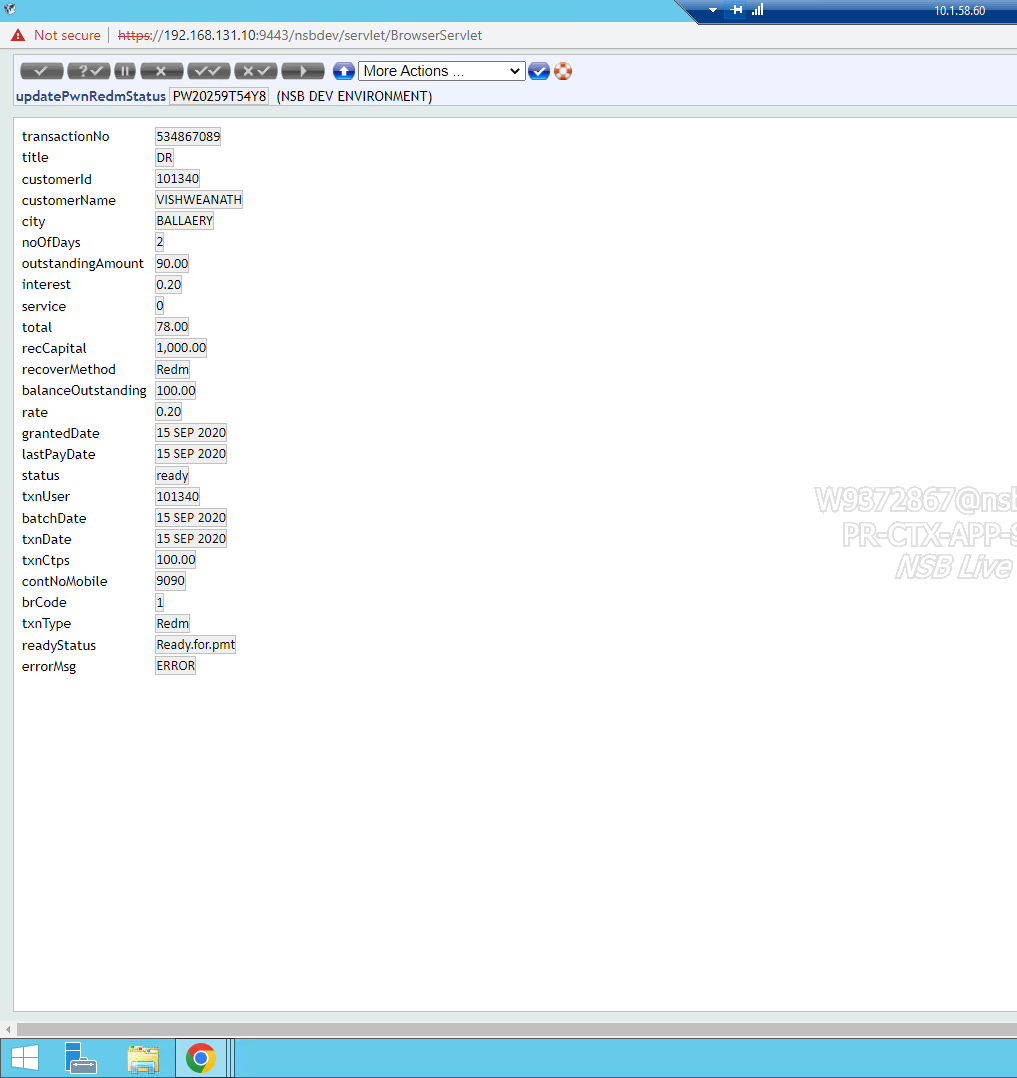 10.1.58.60
Not secure | https://192.168.131.10:9443/nsbdev/servlet/BrowserServlet
More Actions ...
updatePwnRedmStatus PW20259T54Y8 (NSB DEV ENVIRONMENT)
transactionNo 534867089
title DR
customerId 101340
customerName VISHWEANATH
city BALLAERY
noOfDays 2
outstandingAmount 90.00
interest 0.20
service 0
total 78.00
recCapital 1,000.00
recoverMethod Redm
balanceOutstanding 100.00
rate 0.20
grantedDate 15 SEP 2020
lastPayDate 15 SEP 2020
status ready
txnUser 101340
batchDate 15 SEP 2020
txnDate 15 SEP 2020
txnCtps 100.00
contNoMobile 9090
brCode 1
txnType Redm
readyStatus Ready.for.pmt
errorMsg ERROR
W9372867@nsb
PR-CTX-APP-S
NSB Live